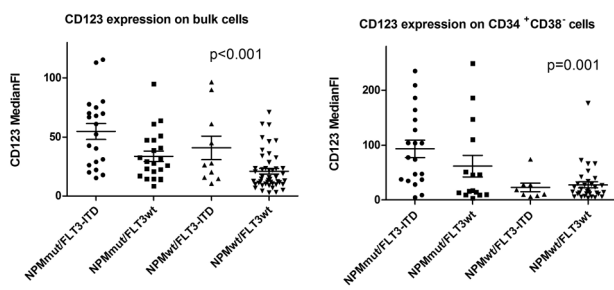 CD123 expression on bulk cells
p<0.001
CD123 MedianFI
100
50
0
NPMmut/FLT3-ITD
NPMmut/FLT3wt
NPMwt/FLT3-ITD
NPMwt/FLT3wt
CD123 expression on CD34 +CD38- cells
p=0.001
CD123 MedianFI
200
100
0
NPMmut/FLT3-ITD
NPMmut/FLT3wt
NPMwt/FLT3-ITD
NPMwt/FLT3wt